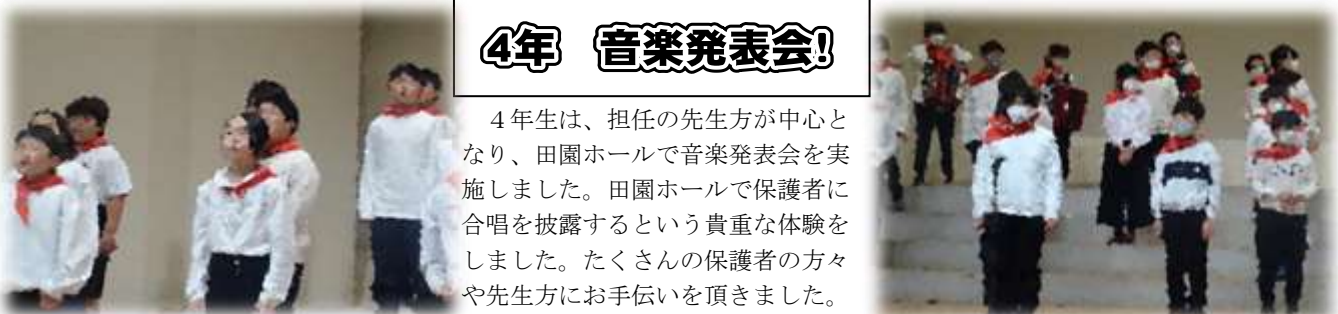 4年　音楽発表会!
　４年生は、担任の先生方が中心と
なり、田園ホールで音楽発表会を実
施しました。田園ホールで保護者に
合唱を披露するという貴重な体験を
しました。たくさんの保護者の方々
や先生方にお手伝いを頂きました。